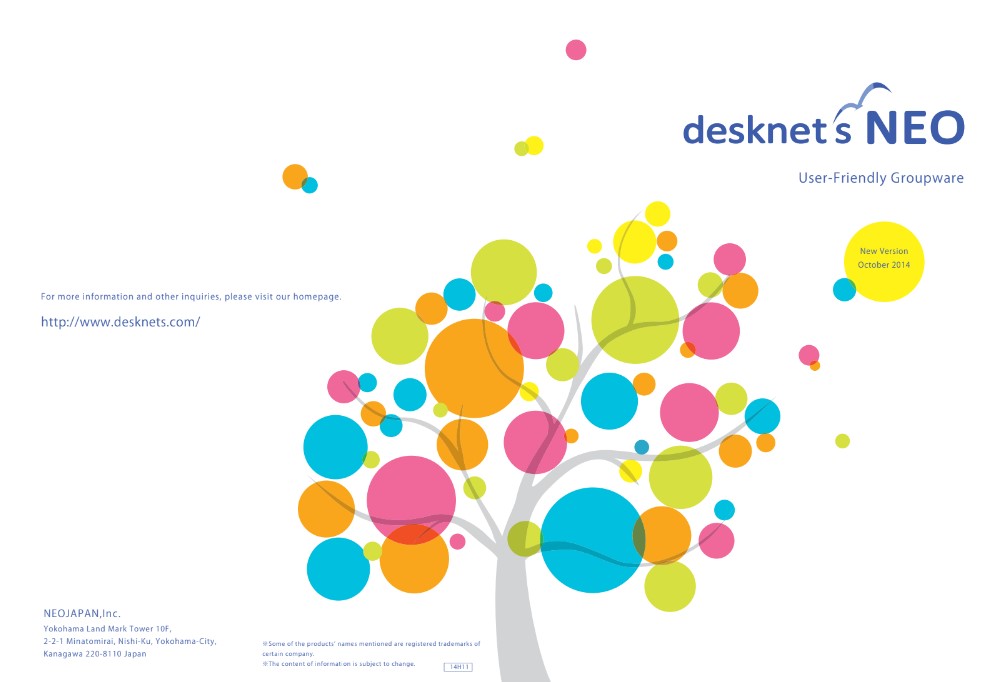 desknet's NEO
User-Friendly Groupware
New Version
October 2014
For more information and other inquiries, please visit our homepage.
http://www.desknets.com/
NEOJAPAN,Inc.
Yokohama Land Mark Tower 10F,
2-2-1 Minatomirai, Nishi-Ku, Yokohama-City,
Kanagawa 220-8110 Japan
※Some of the products' names mentioned are registered trademarks of
certain company.
※The content of information is subject to change.
14H11